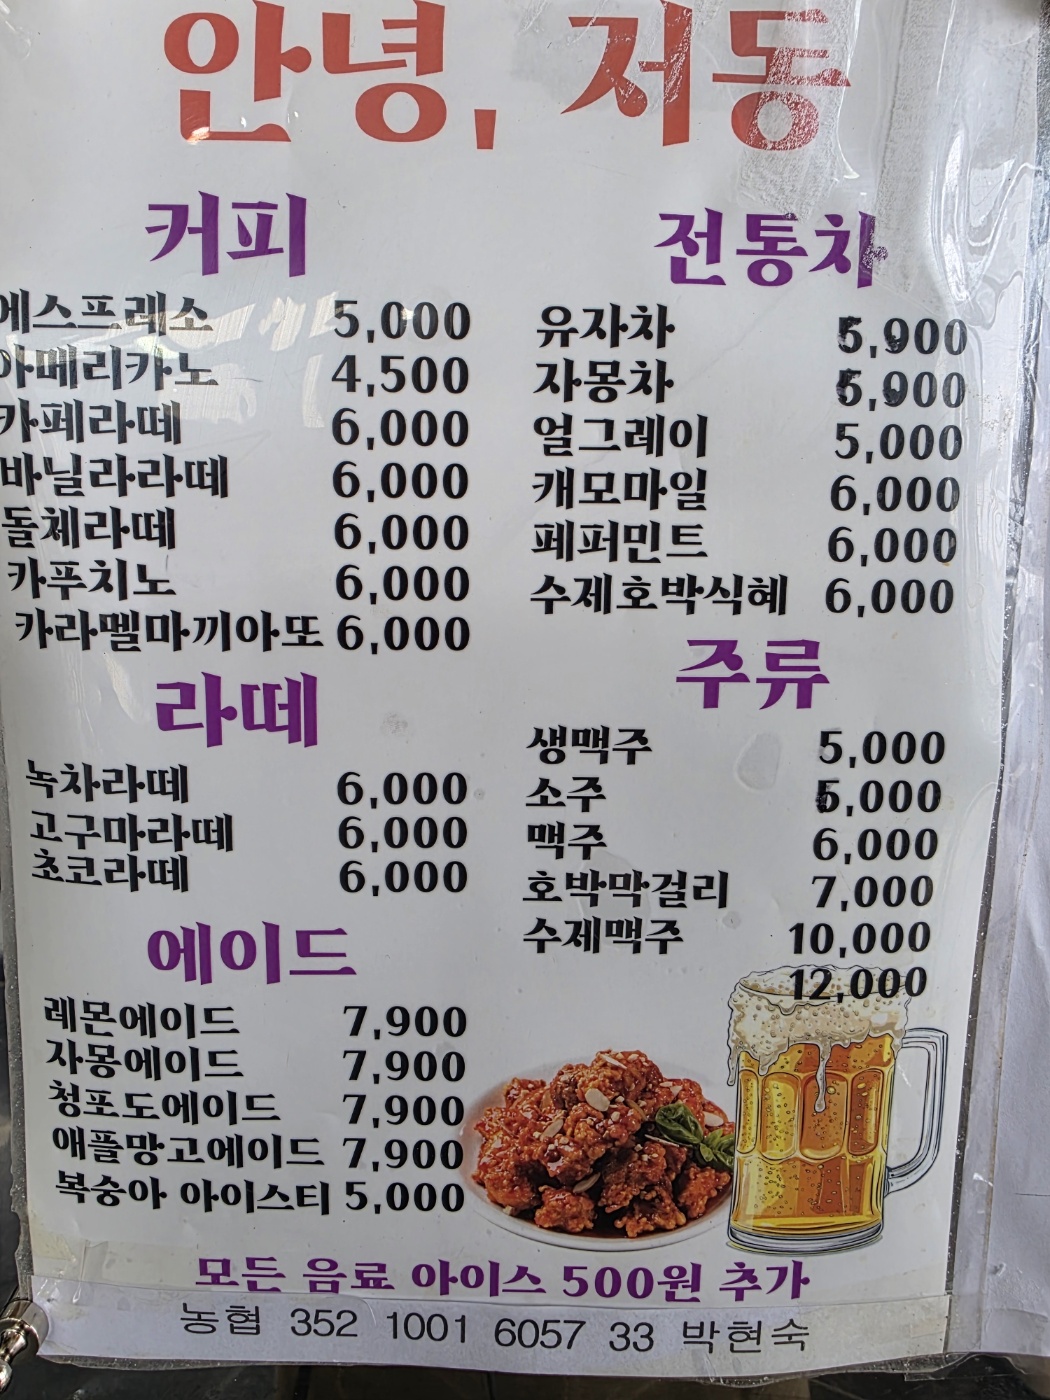 안녕, 지동
커피
에스프레소 5,000
아메리카노 4,500
카페라떼 6,000
바닐라라떼 6,000
돌체라떼 6,000
카푸치노 6,000
카라멜마끼아또 6,000
라떼
녹차라떼 6,000
고구마라떼 6,000
초코라떼 6,000
에이드
레몬에이드 7,900
자몽에이드 7,900
청포도에이드 7,900
애플망고에이드 7,900
복숭아 아이스티 5,000
전통차
유자차 5,900
자몽차 5,900
얼그레이 5,000
캐모마일 6,000
페퍼민트 6,000
수제호박식혜 6,000
주류
생맥주 5,000
소주 5,000
맥주 6,000
호박막걸리 7,000
수제맥주 10,000
12,000
모든 음료 아이스 500원 추가
농협 352 1001 6057 33 박현숙